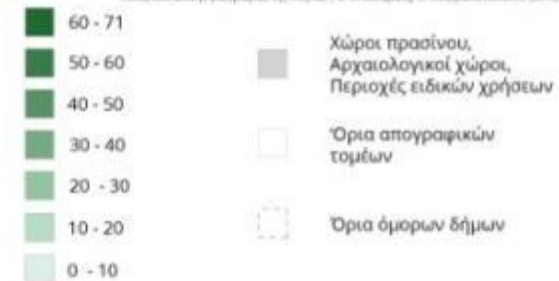 60 - 71
50 - 60
40 - 50
30 - 40
20 - 30
10 - 20
0 - 10
Χώροι πρασίνου,
Αρχαιολογικοί χώροι,
Περιοχές ειδικών χρήσεων
Όρια απογραφικών
τομέων
Όρια όμορων δήμων